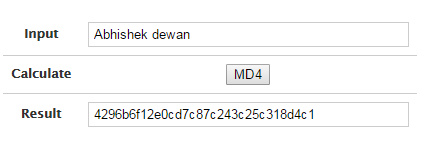 Input Abhishek dewan
Calculate MD4
Result 4296b6f12e0cd7c87c243c25c318d4c1